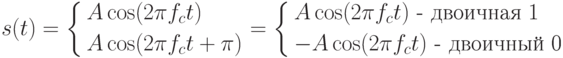 s(t) = { A cos(2πf_c t) = { A cos(2πf_c t) - двоичная 1
A cos(2πf_c t + π) −A cos(2πf_c t) - двоичный 0